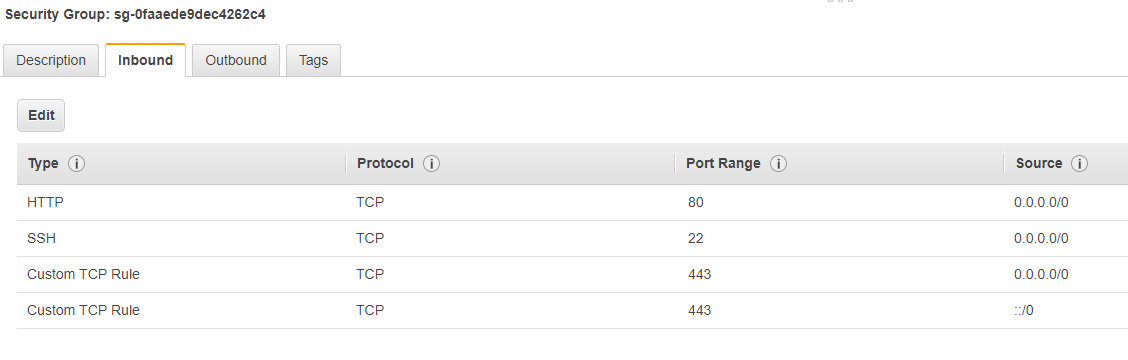 Security Group: sg-0faaede9dec4262c4
Description Inbound Outbound Tags
Edit
Type i Protocol i Port Range i Source i
HTTP TCP 80 0.0.0.0/0
SSH TCP 22 0.0.0.0/0
Custom TCP Rule TCP 443 0.0.0.0/0
Custom TCP Rule TCP 443 ::/0